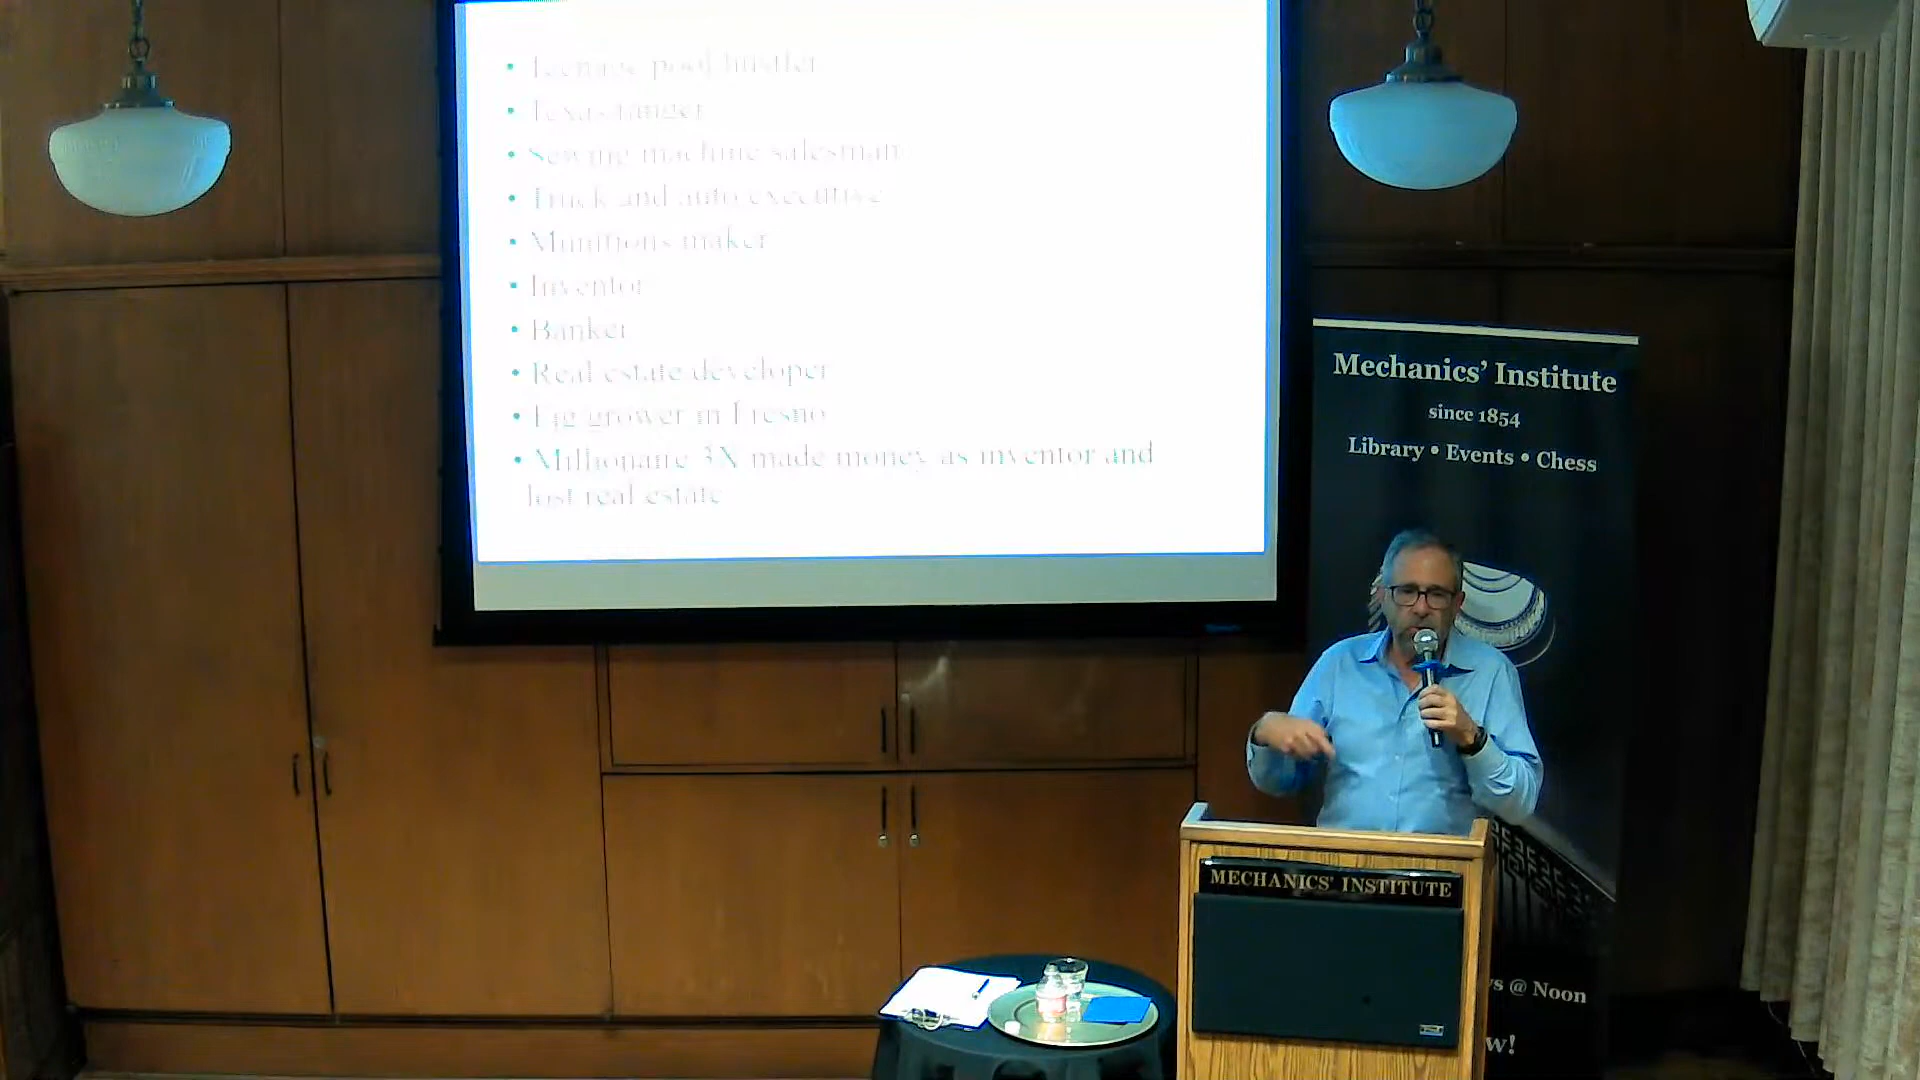 • Teenage pool hustler
• Texas ranger
• Sewing machine salesman
• Truck and auto executive
• Munitions maker
• Inventor
• Banker
• Real estate developer
• Fig grower in Fresno
• Millionaire 3X made money as inventor and
lost real estate
Mechanics' Institute
since 1854
Library • Events • Chess
MECHANICS' INSTITUTE
@ Noon